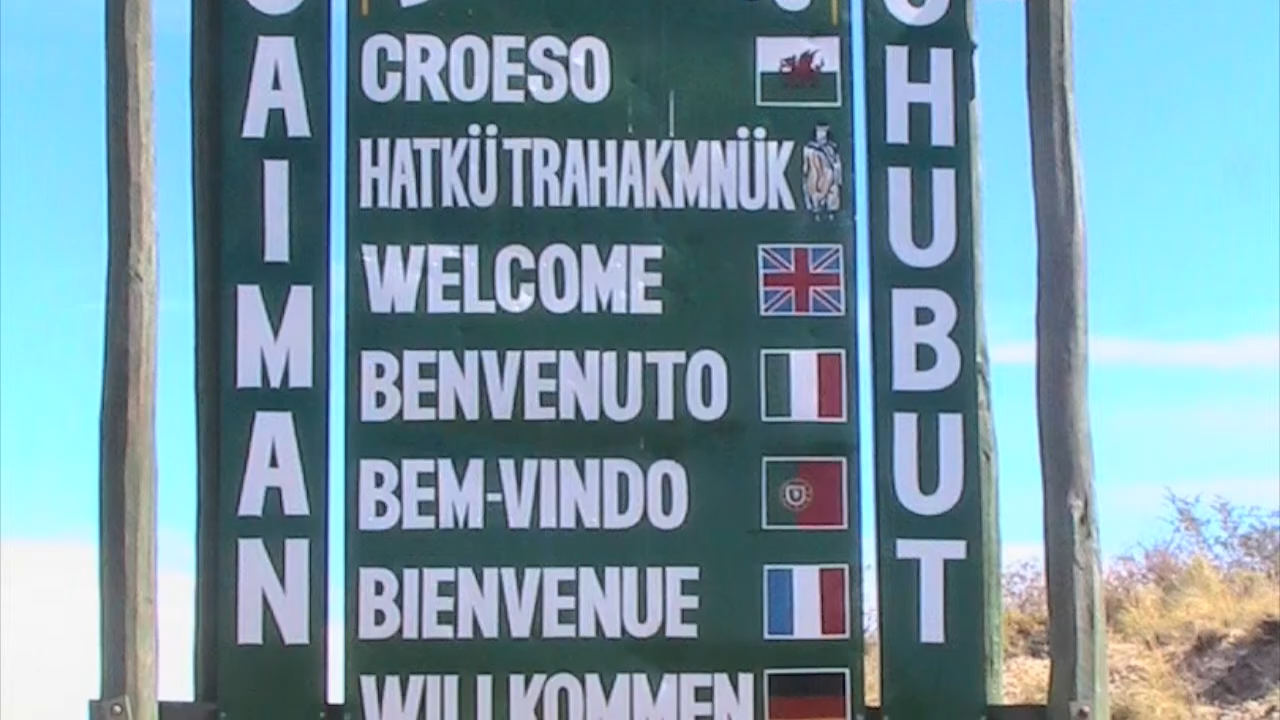 GAIMAN
CROESO
HATKÜ TRAHAKMNÜK
WELCOME
BENVENUTO
BEM-VINDO
BIENVENUE
WILLKOMMEN
CHUBUT